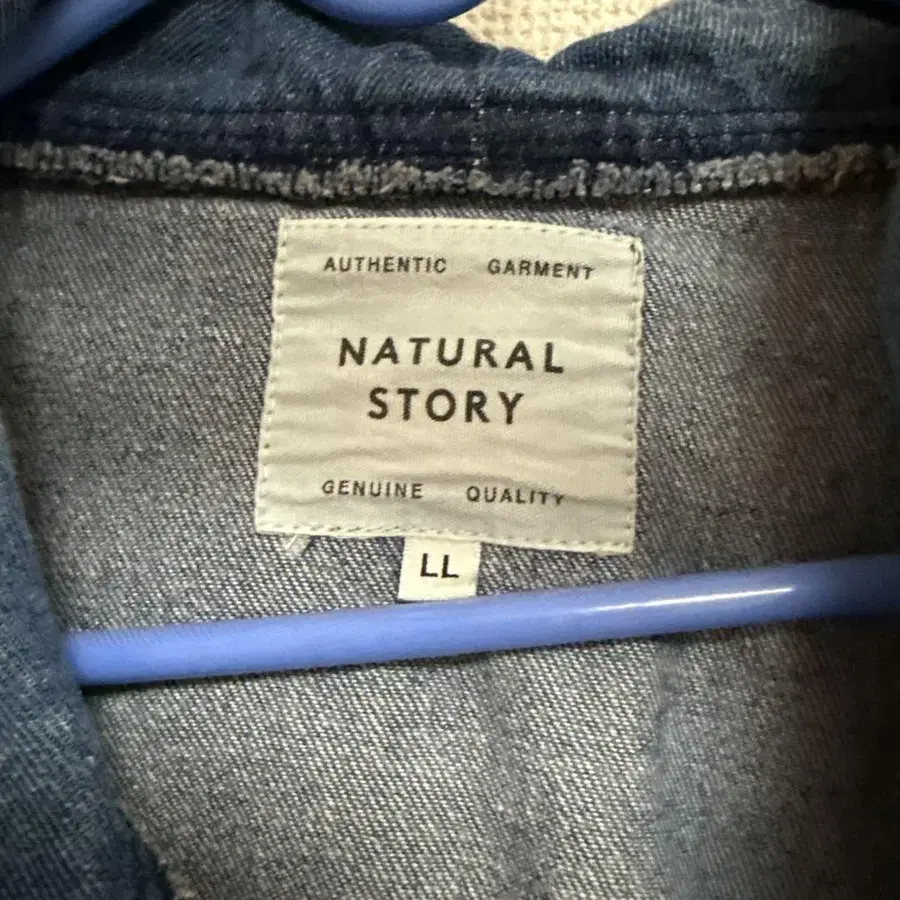 AUTHENTIC GARMENT
NATURAL
STORY
GENUINE QUALITY
LL